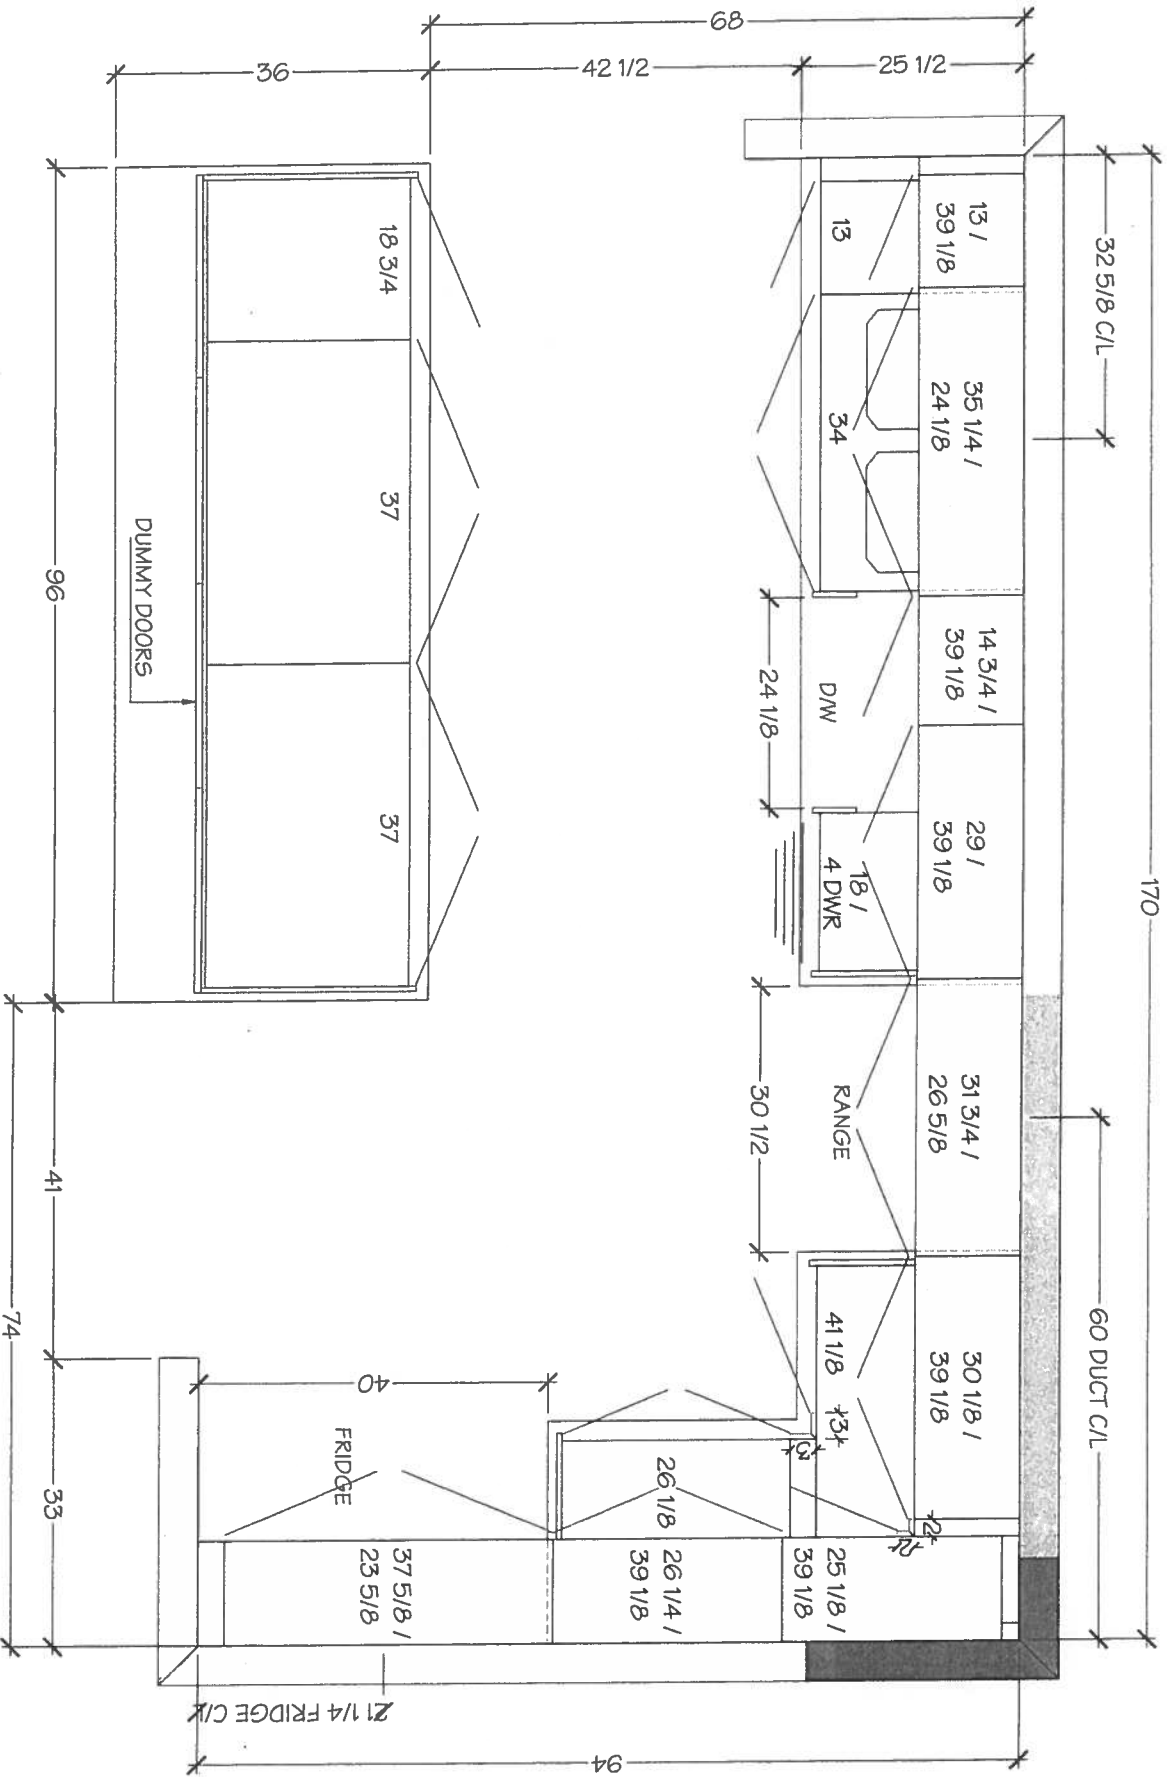 170
32 5/8 C/L
60 DUCT C/L
13 /
39 1/8
35 1/4 /
24 1/8
14 3/4 /
39 1/8
29 /
39 1/8
31 3/4 /
26 5/8
30 1/8 /
39 1/8
13
34
D/W
18 /
4 DWR
RANGE
41 1/8
3
3
2
2
24 1/8
30 1/2
25 1/2
42 1/2
68
36
25 1/8 /
39 1/8
26 1/8
26 1/4 /
39 1/8
40
FRIDGE
37 5/8 /
23 5/8
21 1/4 FRIDGE C/L
94
18 3/4
37
37
DUMMY DOORS
96
41
33
74